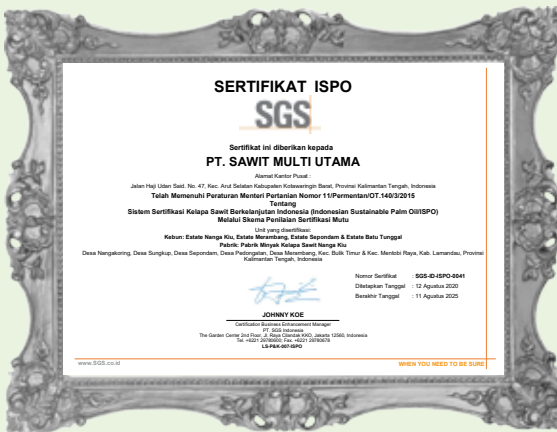 SERTIFIKAT ISPO
SGS
Sertifikat ini diberikan kepada
PT. SAWIT MULTI UTAMA
Alamat Kantor Pusat :
Jalan Haji Udan Said. No. 47, Kec. Arut Selatan Kabupaten Kotawaringin Barat, Provinsi Kalimantan Tengah, Indonesia
Telah Memenuhi Peraturan Menteri Pertanian Nomor 11/Permentan/OT.140/3/2015
Tentang
Sistem Sertifikasi Kelapa Sawit Berkelanjutan Indonesia (Indonesian Sustainable Palm Oil/ISPO)
Melalui Skema Penilaian Sertifikasi Mutu
Unit yang disertifikasi:
Kebun: Estate Nanga Kiu, Estate Merambang, Estate Sepondam & Estate Batu Tunggal
Pabrik: Pabrik Minyak Kelapa Sawit Nanga Kiu
Desa Nangakoring, Desa Sungkup, Desa Sepondam, Desa Pedongatan, Desa Merambang, Kec. Bulik Timur & Kec. Mentobi Raya, Kab. Lamandau, Provinsi
Kalimantan Tengah, Indonesia
Nomor Sertifikat : SGS-ID-ISPO-0041
Ditetapkan Tanggal : 12 Agustus 2020
Berakhir Tanggal : 11 Agustus 2025
JOHNNY KOE
Certification Business Enhancement Manager
PT. SGS Indonesia
The Garden Center 2nd Floor, Jl. Raya Cilandak KKO, Jakarta 12560, Indonesia
Tel. +6221 29780600; Fax. +6221 29780678
LS-P&K-007-ISPO
www.SGS.co.id
WHEN YOU NEED TO BE SURE